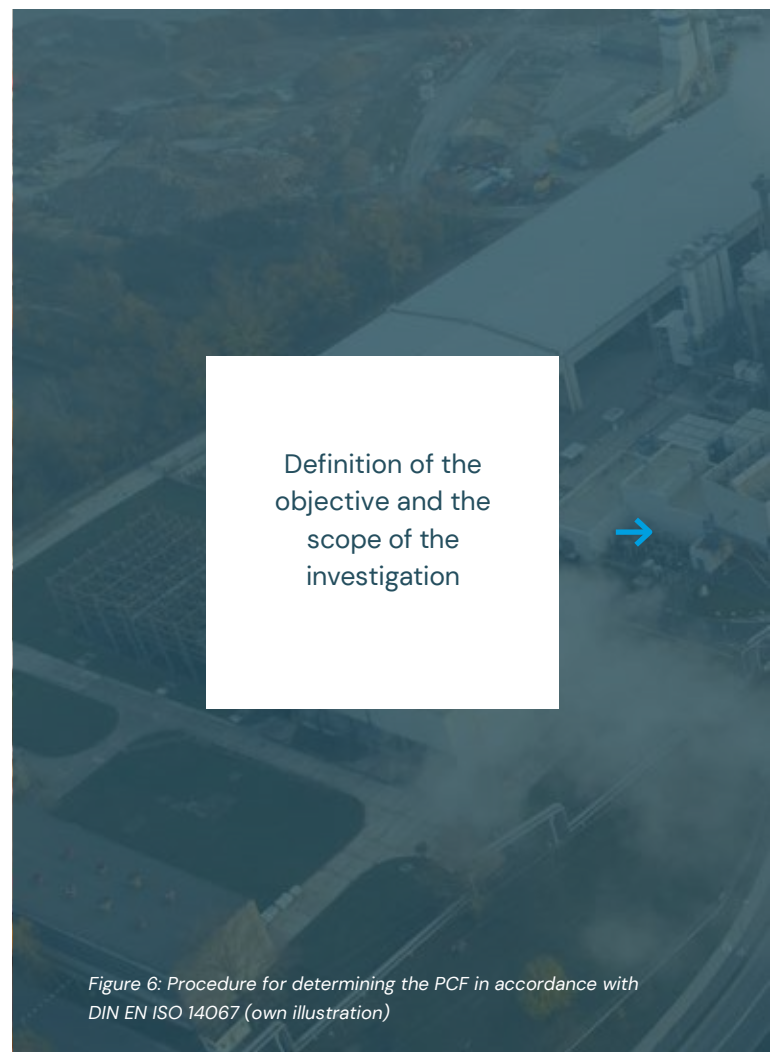 Definition of the
objective and the
scope of the
investigation
Figure 6: Procedure for determining the PCF in accordance with
DIN EN ISO 14067 (own illustration)